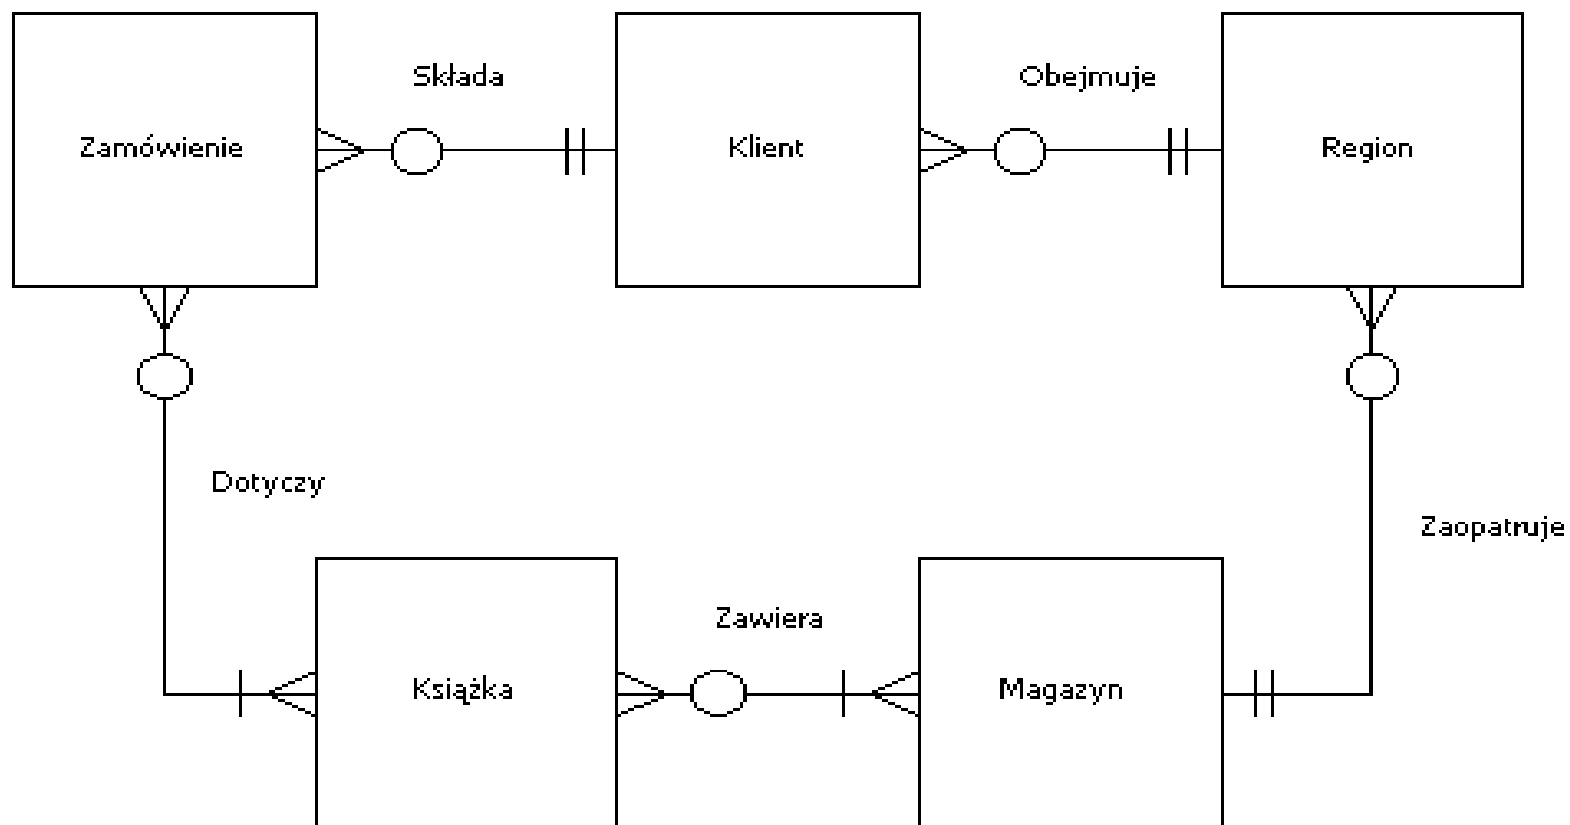 Składa
Obejmuje
Zamówienie
Klient
Region
Dotyczy
Zaopatruje
Zawiera
Książka
Magazyn